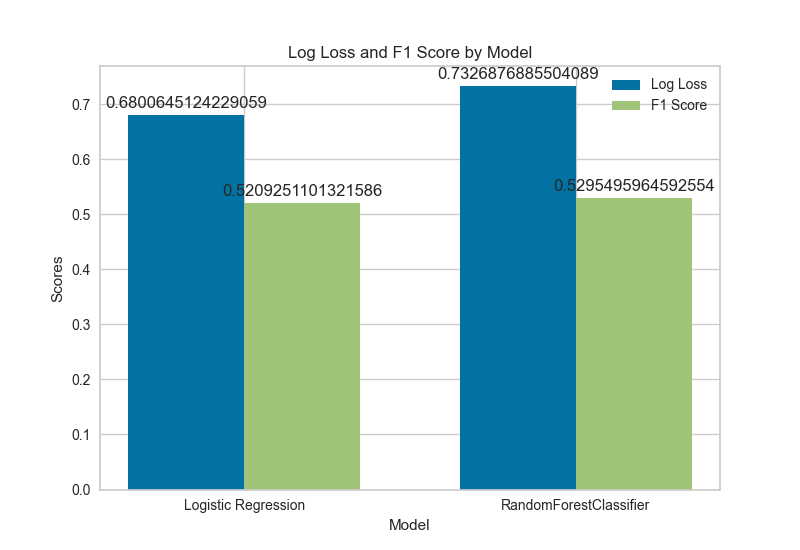 Log Loss and F1 Score by Model
0.7326876885504089
0.6800645124229059
0.5295495964592554
0.5209251101321586
Log Loss
F1 Score
0.7
0.6
0.5
0.4
0.3
0.2
0.1
0.0
Scores
Logistic Regression
RandomForestClassifier
Model